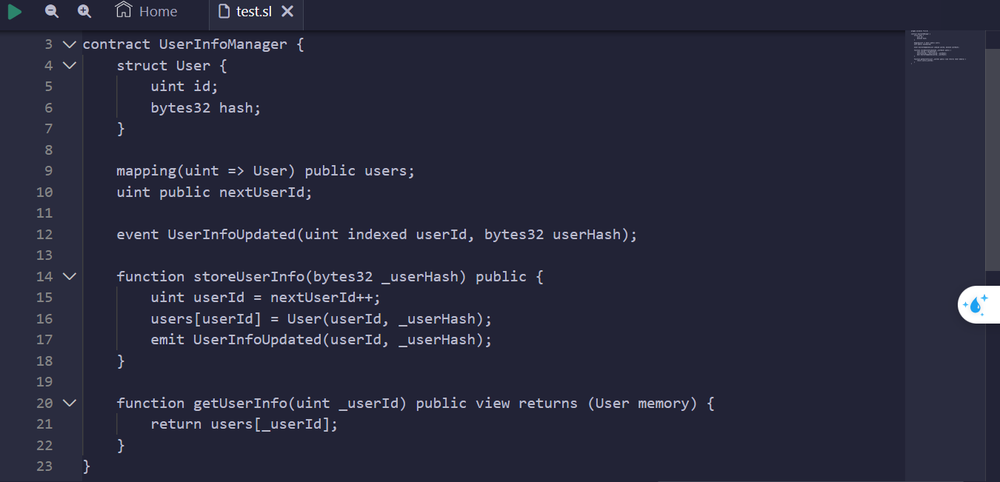 Home test.sl
3 contract UserInfoManager {
4 struct User {
5 uint id;
6 bytes32 hash;
7 }
8
9 mapping(uint => User) public users;
10 uint public nextUserId;
11
12 event UserInfoUpdated(uint indexed userId, bytes32 userHash);
13
14 function storeUserInfo(bytes32 _userHash) public {
15 uint userId = nextUserId++;
16 users[userId] = User(userId, _userHash);
17 emit UserInfoUpdated(userId, _userHash);
18 }
19
20 function getUserInfo(uint _userId) public view returns (User memory) {
21 return users[_userId];
22 }
23 }